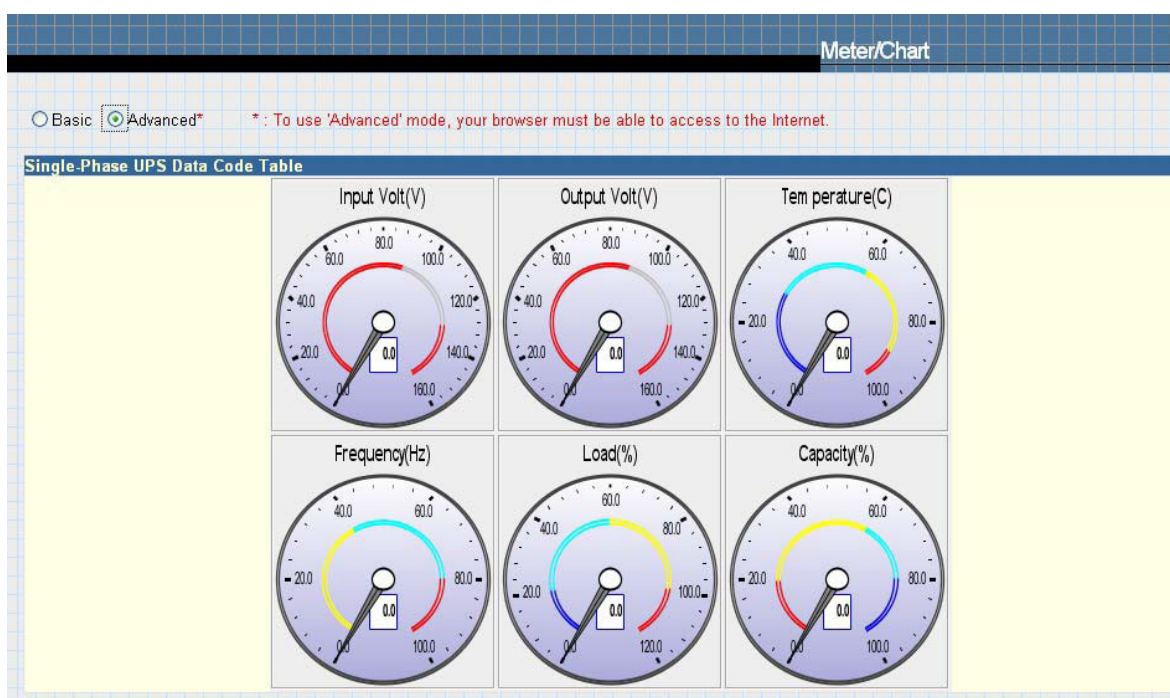 Meter/Chart
Basic Advanced* * : To use 'Advanced' mode, your browser must be able to access to the Internet.
Single-Phase UPS Data Code Table
Input Volt(V) Output Volt(V) Tem perature(C)
80.0 80.0 40.0 60.0
60.0 100.0 60.0 100.0
40.0 120.0 40.0 120.0 20.0 80.0
20.0 0.0 140.0 20.0 0.0 140.0 0.0
0.0 160.0 0.0 160.0 0.0 100.0
Frequency(Hz) Load(%) Capacity(%)
40.0 60.0 60.0 40.0 60.0
40.0 80.0
20.0 80.0 20.0 100.0 20.0 80.0
0.0 0.0 0.0
0.0 100.0 0.0 120.0 0.0 100.0